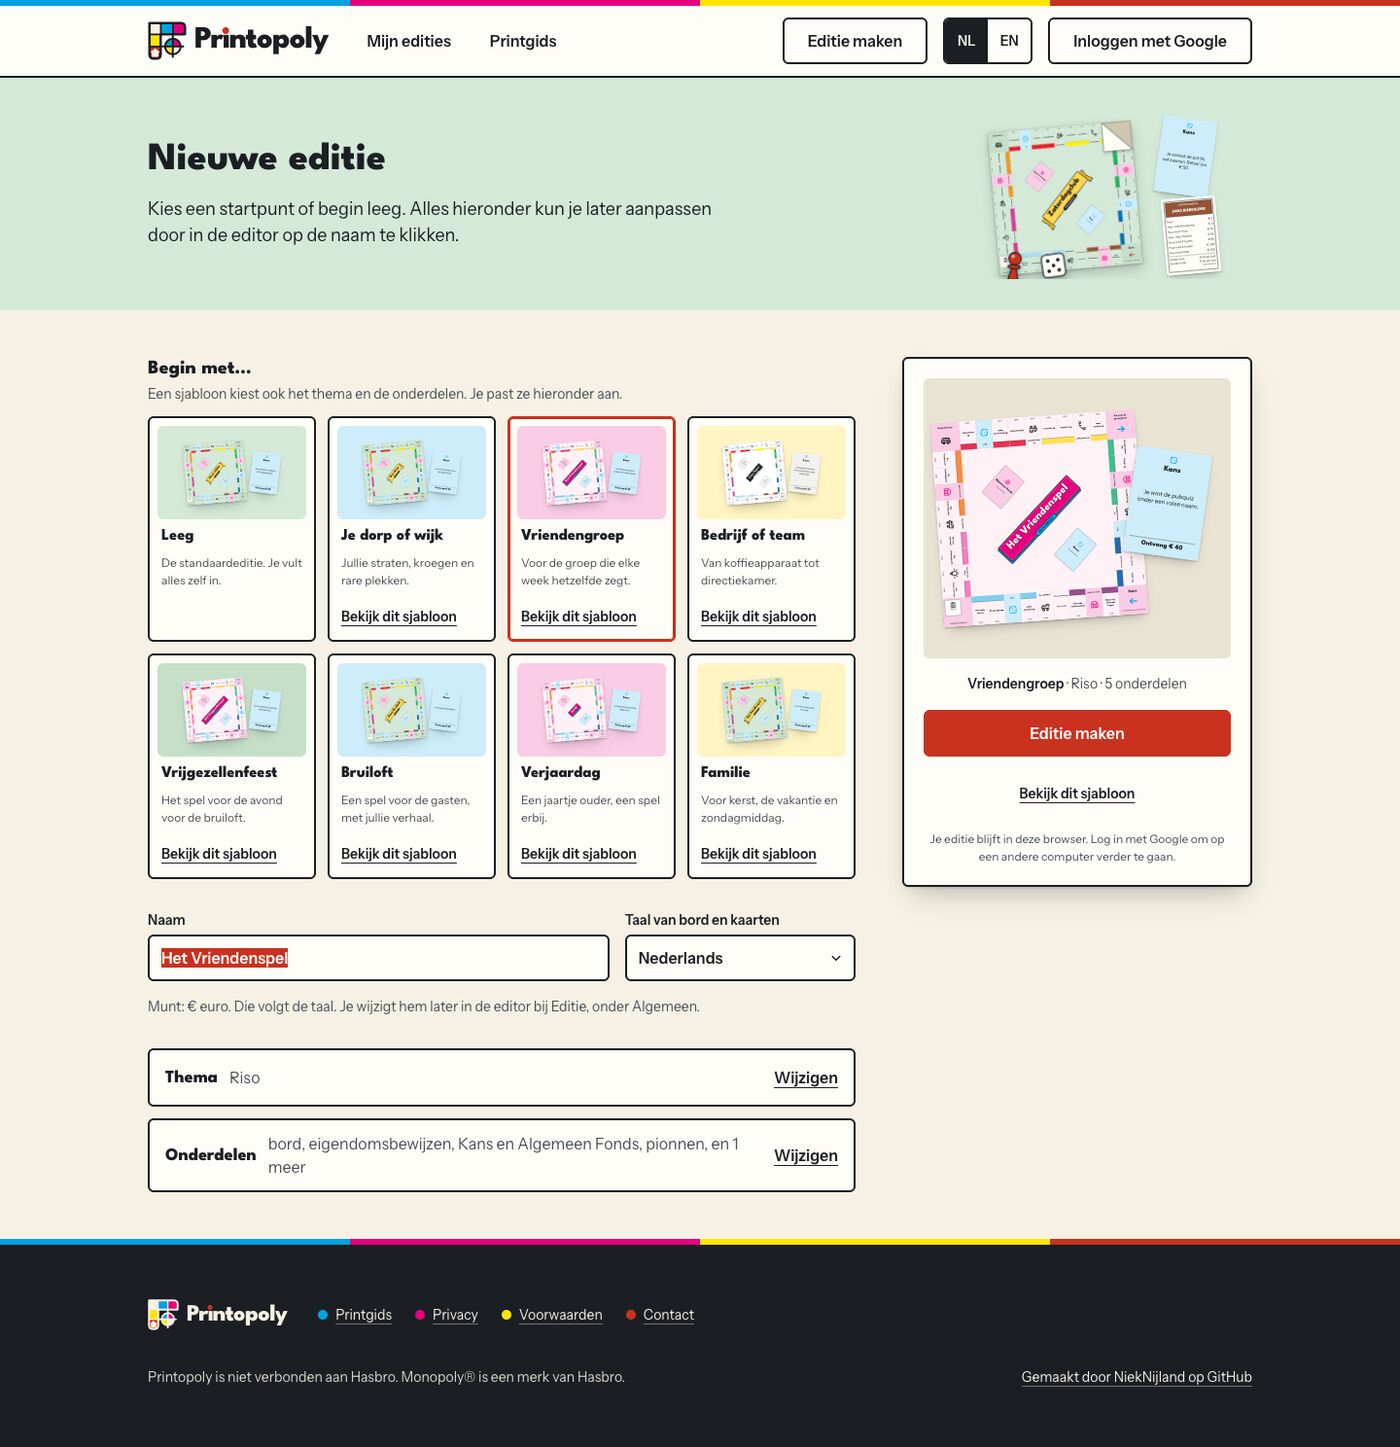 Printopoly
Mijn edities
Printgids
Editie maken
NL
EN
Inloggen met Google
Nieuwe editie
Kies een startpunt of begin leeg. Alles hieronder kun je later aanpassen
door in de editor op de naam te klikken.
Zaterdagclub
Kans
Begin met...
Een sjabloon kiest ook het thema en de onderdelen. Je past ze hieronder aan.
Leeg
De standaardeditie. Je vult
alles zelf in.
Je dorp of wijk
Jullie straten, kroegen en
rare plekken.
Bekijk dit sjabloon
Vriendengroep
Voor de groep die elke
week hetzelfde zegt.
Bekijk dit sjabloon
Bedrijf of team
Van koffieapparaat tot
directiekamer.
Bekijk dit sjabloon
Vrijgezellenfeest
Het spel voor de avond
voor de bruiloft.
Bekijk dit sjabloon
Bruiloft
Een spel voor de gasten,
met jullie verhaal.
Bekijk dit sjabloon
Verjaardag
Een jaartje ouder, een spel
erbij.
Bekijk dit sjabloon
Familie
Voor kerst, de vakantie en
zondagmiddag.
Bekijk dit sjabloon
Het Vriendenspel
Kans
Je wint de pubquiz
onder een valse naam.
Ontvang € 40
Vriendengroep · Riso · 5 onderdelen
Editie maken
Bekijk dit sjabloon
Je editie blijft in deze browser. Log in met Google om op
een andere computer verder te gaan.
Naam
Het Vriendenspel
Taal van bord en kaarten
Nederlands
Munt: € euro. Die volgt de taal. Je wijzigt hem later in de editor bij Editie, onder Algemeen.
Thema
Riso
Wijzigen
Onderdelen
bord, eigendomsbewijzen, Kans en Algemeen Fonds, pionnen, en 1
meer
Wijzigen
Printopoly
Printgids
Privacy
Voorwaarden
Contact
Printopoly is niet verbonden aan Hasbro. Monopoly® is een merk van Hasbro.
Gemaakt door NiekNijland op GitHub